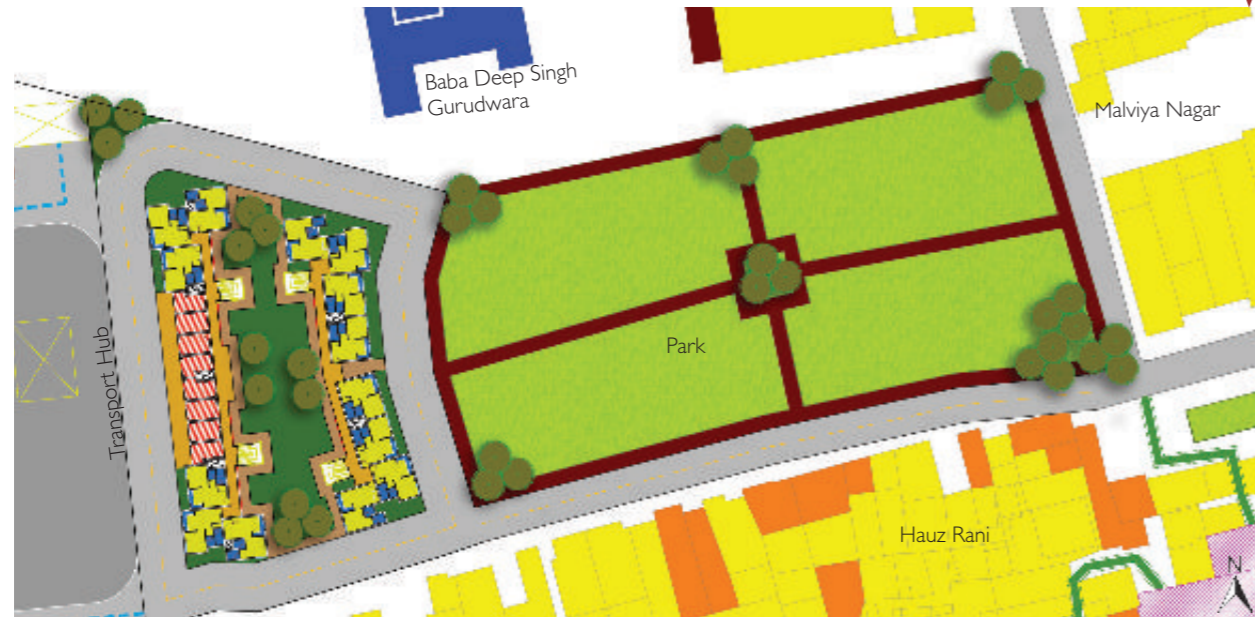 Baba Deep Singh
Gurudwara
Malviya Nagar
Transport Hub
Park
Hauz Rani
N